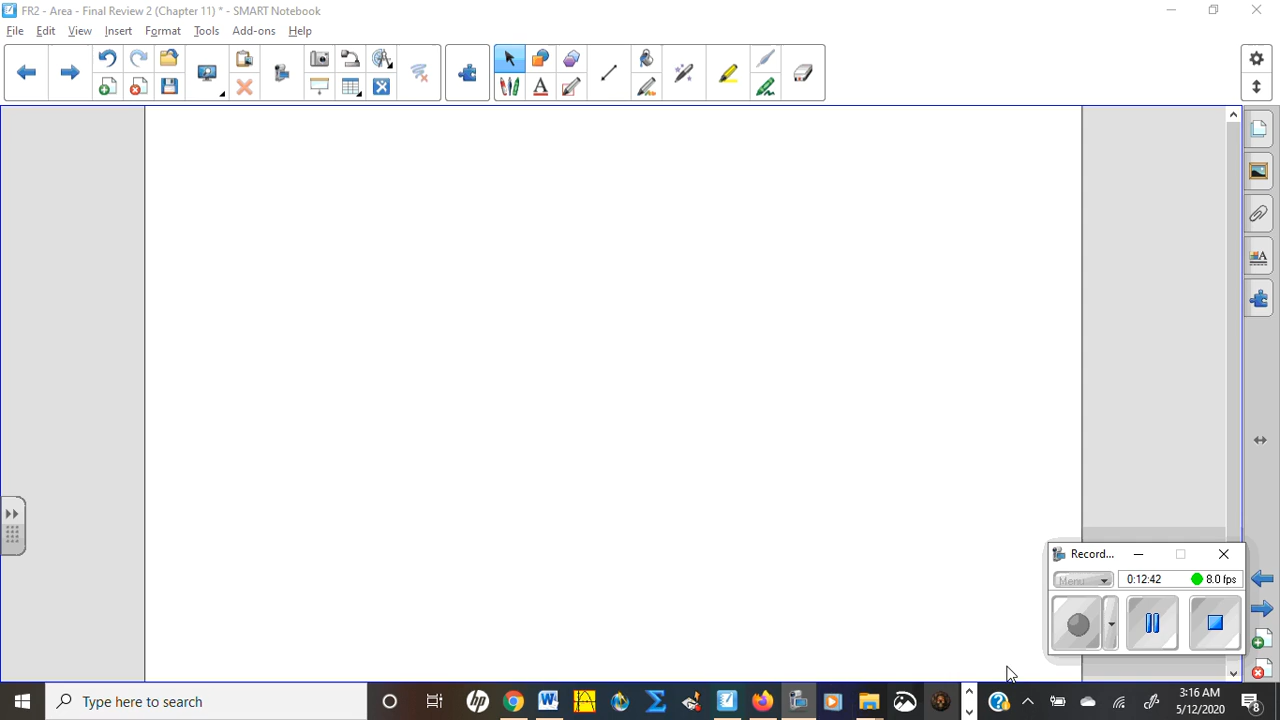 FR2 - Area - Final Review 2 (Chapter 11) * - SMART Notebook
File Edit View Insert Format Tools Add-ons Help
Record...
Menu 0:12:42 8.0 fps
Type here to search
3:16 AM
5/12/2020
8